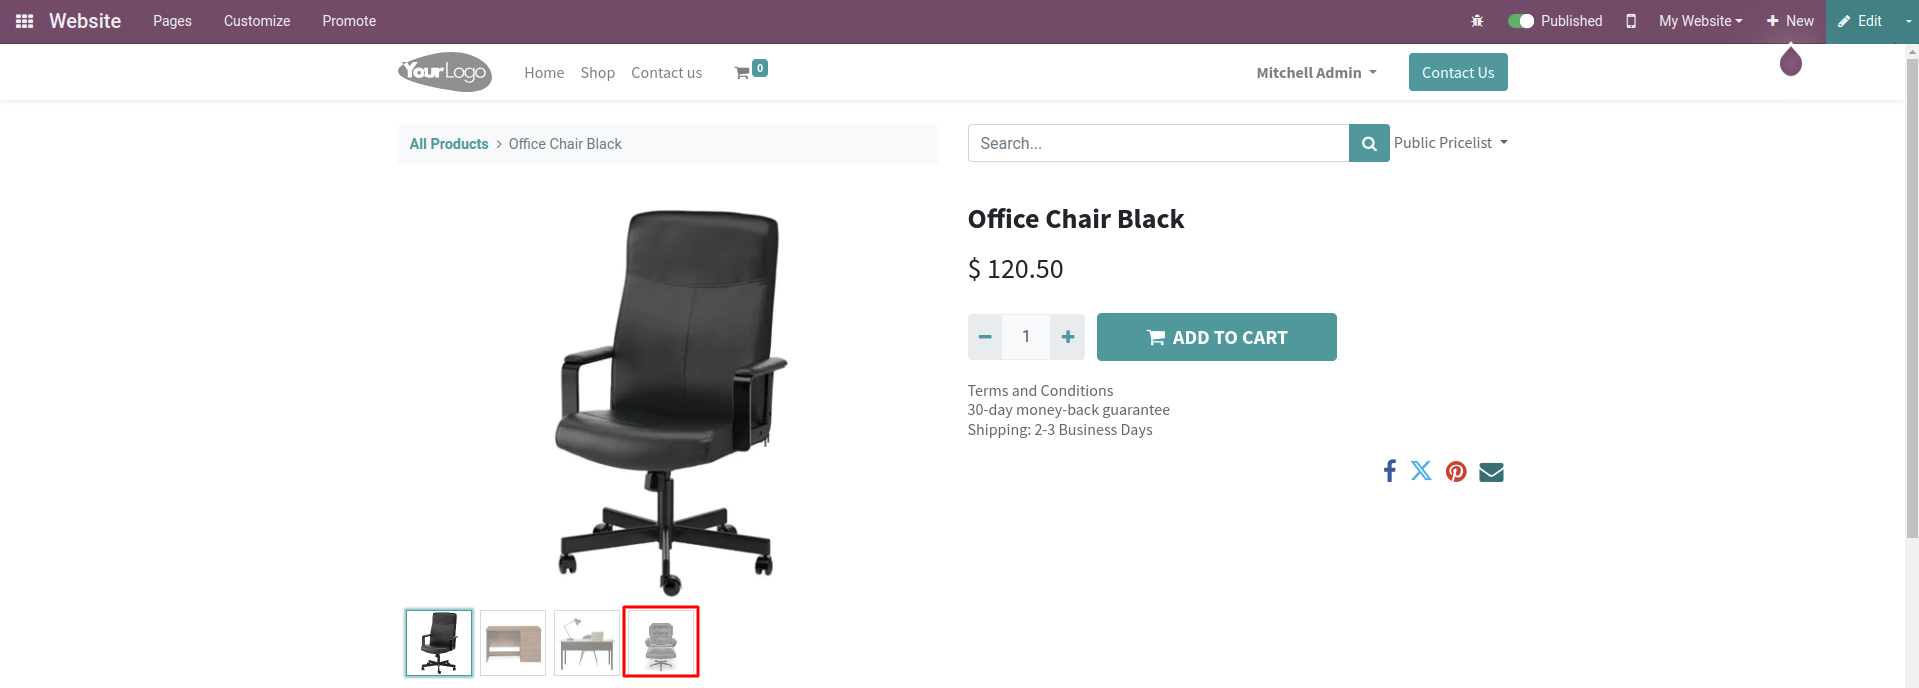 Website Pages Customize Promote Published My Website New Edit
YourLogo Home Shop Contact us 0 Mitchell Admin Contact Us
All Products > Office Chair Black Search... Public Pricelist
Office Chair Black
$ 120.50
1 ADD TO CART
Terms and Conditions
30-day money-back guarantee
Shipping: 2-3 Business Days